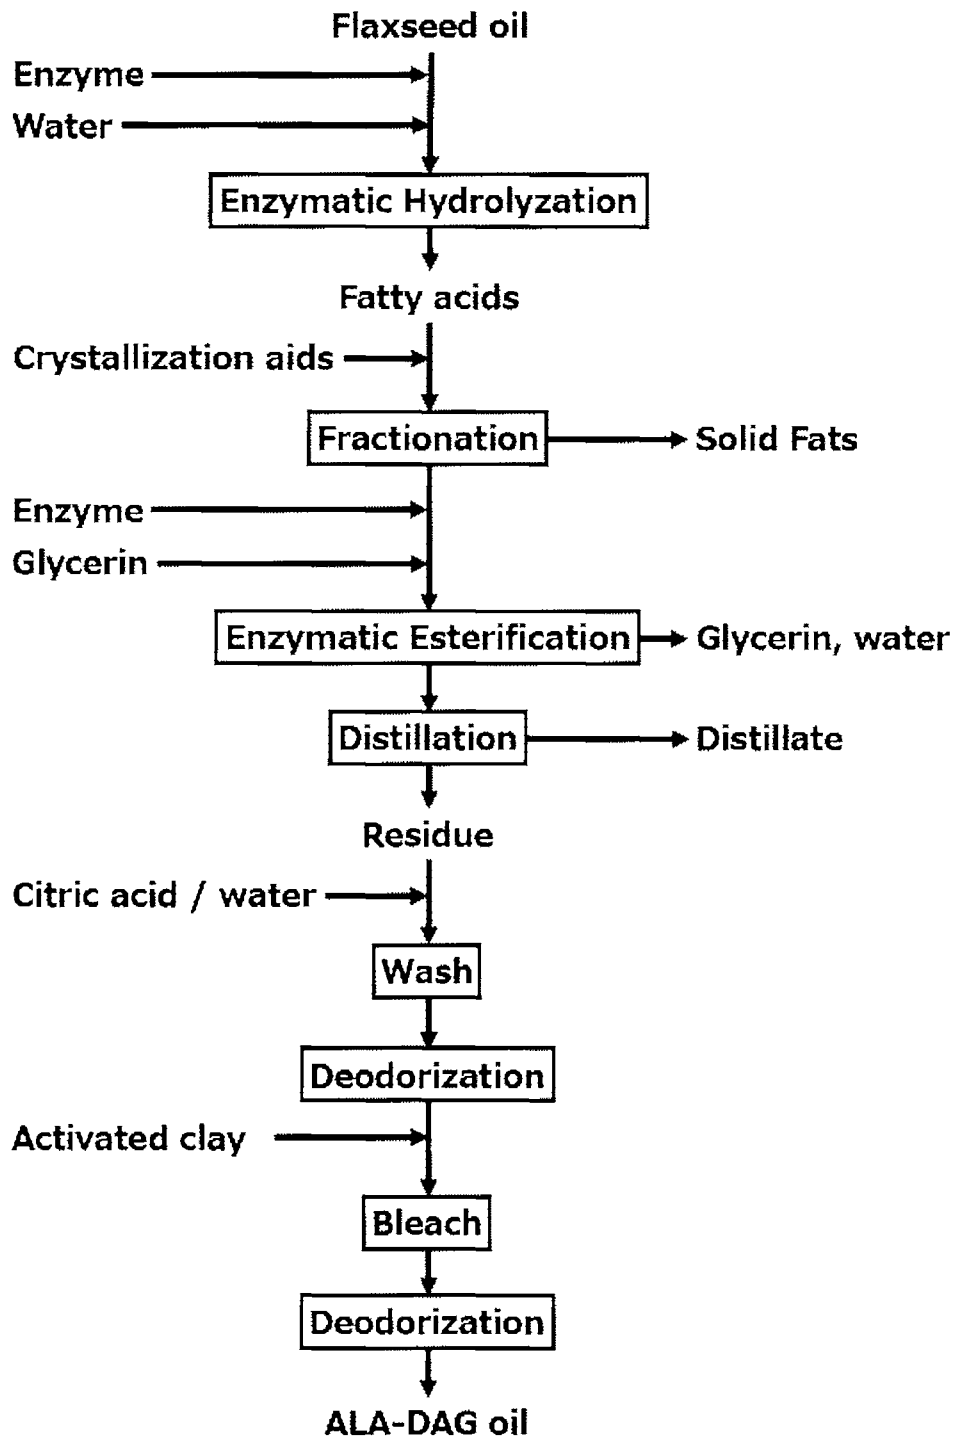 Flaxseed oil
Enzyme
Water
Enzymatic Hydrolyzation
Fatty acids
Crystallization aids
Fractionation
Solid Fats
Enzyme
Glycerin
Enzymatic Esterification
Glycerin, water
Distillation
Distillate
Residue
Citric acid / water
Wash
Deodorization
Activated clay
Bleach
Deodorization
ALA-DAG oil